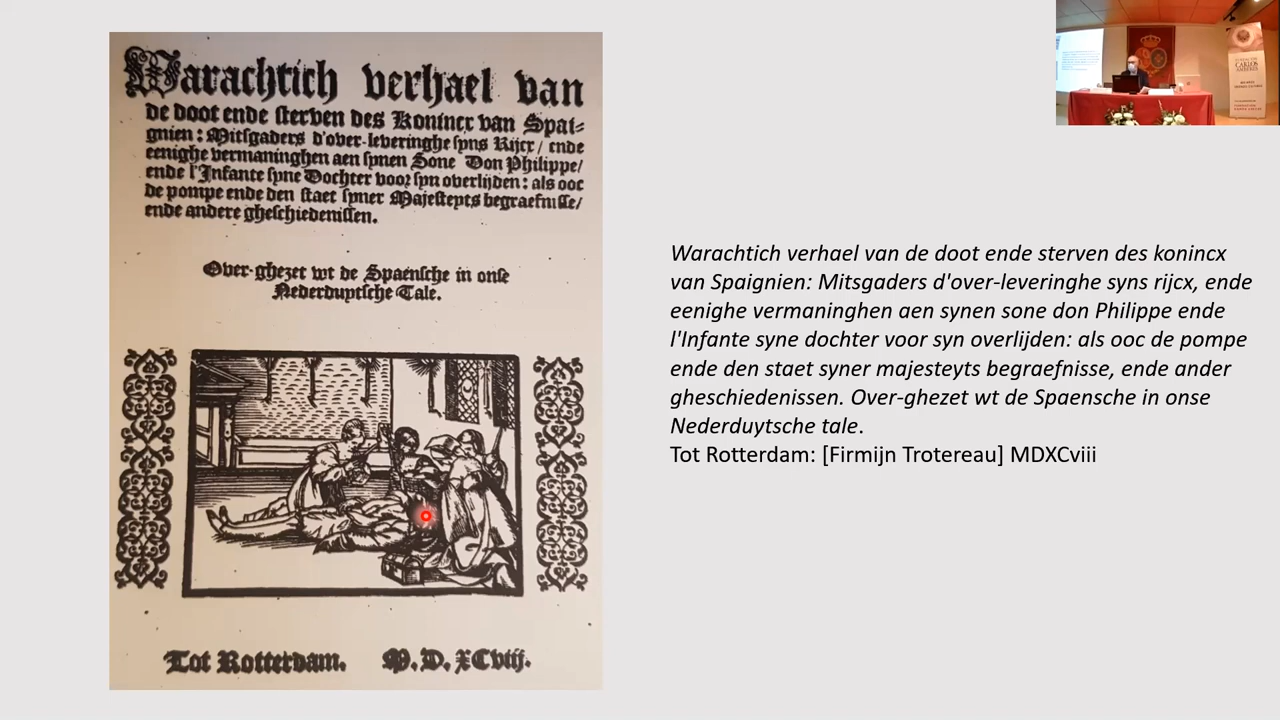 Warachtich verhael van
de doot ende sterven des Konincx van Spai-
gnien: Mitsgaders d'over-leveringhe syns Rijcx / ende
eenighe vermaninghen aen synen Sone Don Philippe/
ende l'Infante syne Dochter voor syn overlijden: als ooc
de pompe ende den staet syner Majesteyts begraefnisse/
ende andere gheschiedenissen.
Over-ghezet wt de Spaensche in onse
Nederduytsche Tale.
Tot Rotterdam. M.D.XCviij.
Warachtich verhael van de doot ende sterven des konincx
van Spaignien: Mitsgaders d'over-leveringhe syns rijcx, ende
eenighe vermaninghen aen synen sone don Philippe ende
l'Infante syne dochter voor syn overlijden: als ooc de pompe
ende den staet syner majesteyts begraefnisse, ende ander
gheschiedenissen. Over-ghezet wt de Spaensche in onse
Nederduytsche tale.
Tot Rotterdam: [Firmijn Trotereau] MDXCviii
CARLOS